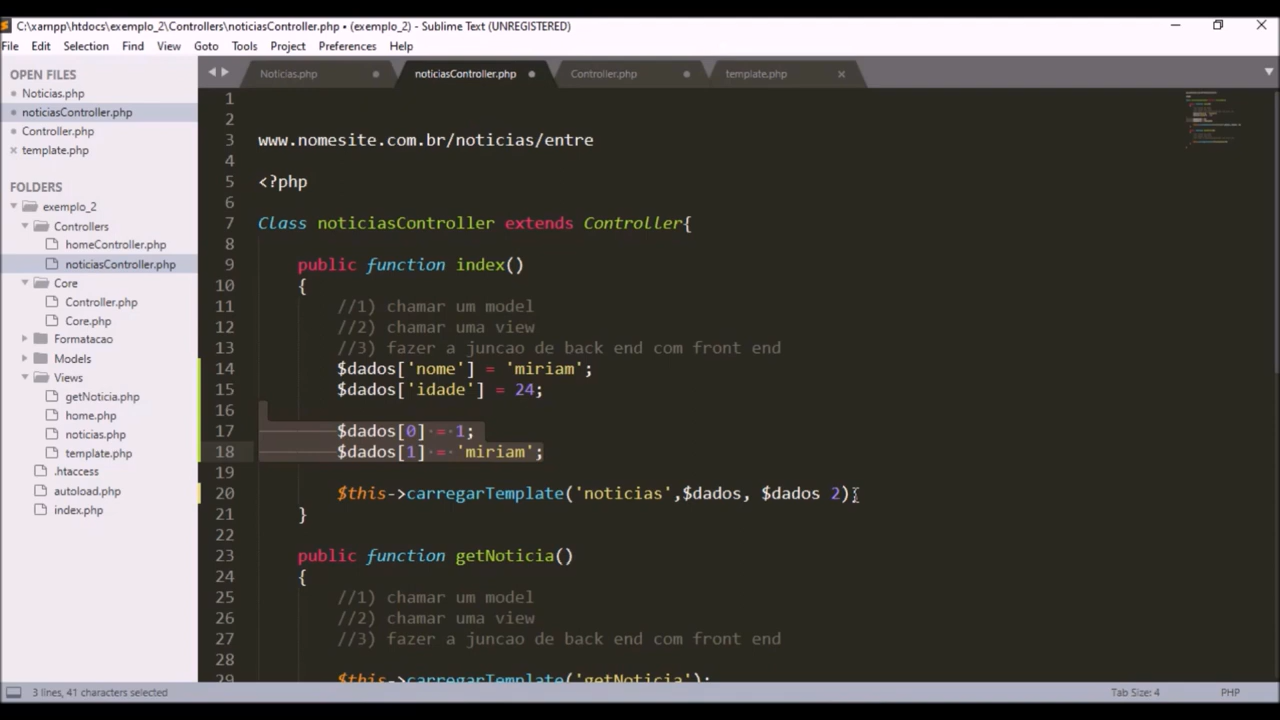 C:\xampp\htdocs\exemplo_2\Controllers\noticiasController.php • (exemplo_2) - Sublime Text (UNREGISTERED)
File Edit Selection Find View Goto Tools Project Preferences Help
OPEN FILES
Noticias.php
noticiasController.php
Controller.php
template.php
FOLDERS
exemplo_2
Controllers
homeController.php
noticiasController.php
Core
Controller.php
Core.php
Formatacao
Models
Views
getNoticia.php
home.php
noticias.php
template.php
.htaccess
autoload.php
index.php
Noticias.php noticiasController.php Controller.php template.php
1
2
3 www.nomesite.com.br/noticias/entre
4
5 <?php
6
7 Class noticiasController extends Controller{
8
9 public function index()
10 {
11 //1) chamar um model
12 //2) chamar uma view
13 //3) fazer a juncao de back end com front end
14 $dados['nome'] = 'miriam';
15 $dados['idade'] = 24;
16
17 $dados[0] = 1;
18 $dados[1] = 'miriam';
19
20 $this->carregarTemplate('noticias',$dados, $dados 2)
21 }
22
23 public function getNoticia()
24 {
25 //1) chamar um model
26 //2) chamar uma view
27 //3) fazer a juncao de back end com front end
28
29 $this->carregarTemplate('getNoticia');
3 lines, 41 characters selected
Tab Size: 4 PHP